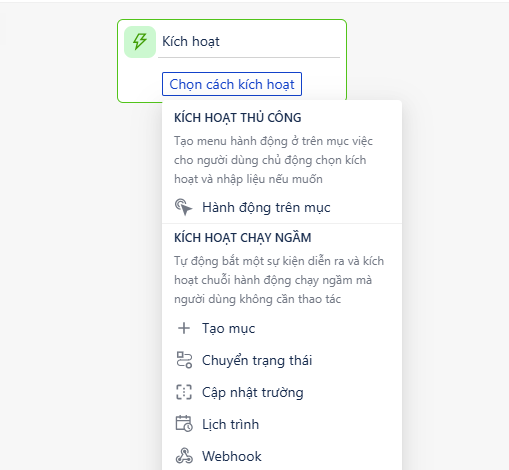 Kích hoạt
Chọn cách kích hoạt
KÍCH HOẠT THỦ CÔNG
Tạo menu hành động ở trên mục việc
cho người dùng chủ động chọn kích
hoạt và nhập liệu nếu muốn
Hành động trên mục
KÍCH HOẠT CHẠY NGẦM
Tự động bắt một sự kiện diễn ra và kích
hoạt chuỗi hành động chạy ngầm mà
người dùng không cần thao tác
Tạo mục
Chuyển trạng thái
Cập nhật trường
Lịch trình
Webhook